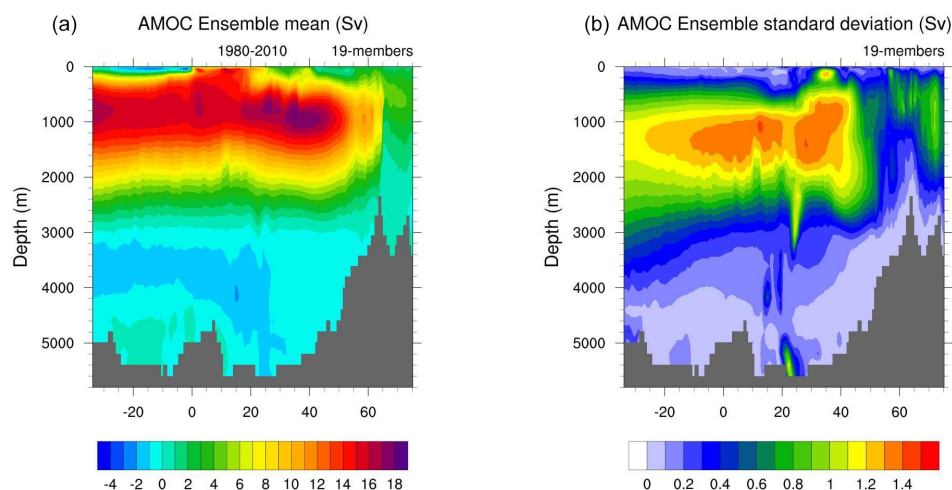 (a) AMOC Ensemble mean (Sv)
1980-2010 19-members
0
1000
2000
3000
4000
5000
Depth (m)
-20 0 20 40 60
-4 -2 0 2 4 6 8 10 12 14 16 18
(b) AMOC Ensemble standard deviation (Sv)
19-members
0
1000
2000
3000
4000
5000
Depth (m)
-20 0 20 40 60
0 0.2 0.4 0.6 0.8 1 1.2 1.4